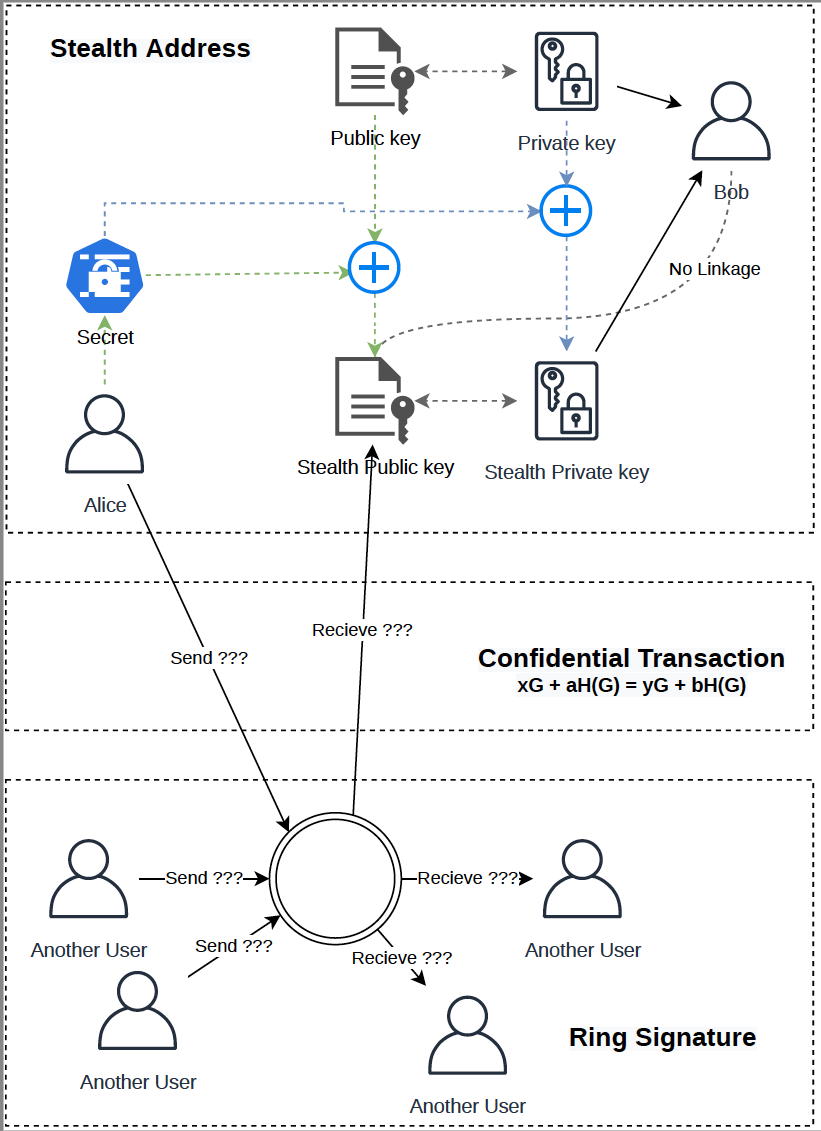 Stealth Address
Public key
Private key
Bob
No Linkage
Secret
Stealth Public key
Stealth Private key
Alice
Recieve ???
Send ???
Confidential Transaction
xG + aH(G) = yG + bH(G)
Send ???
Recieve ???
Another User
Another User
Send ???
Recieve ???
Ring Signature
Another User
Another User